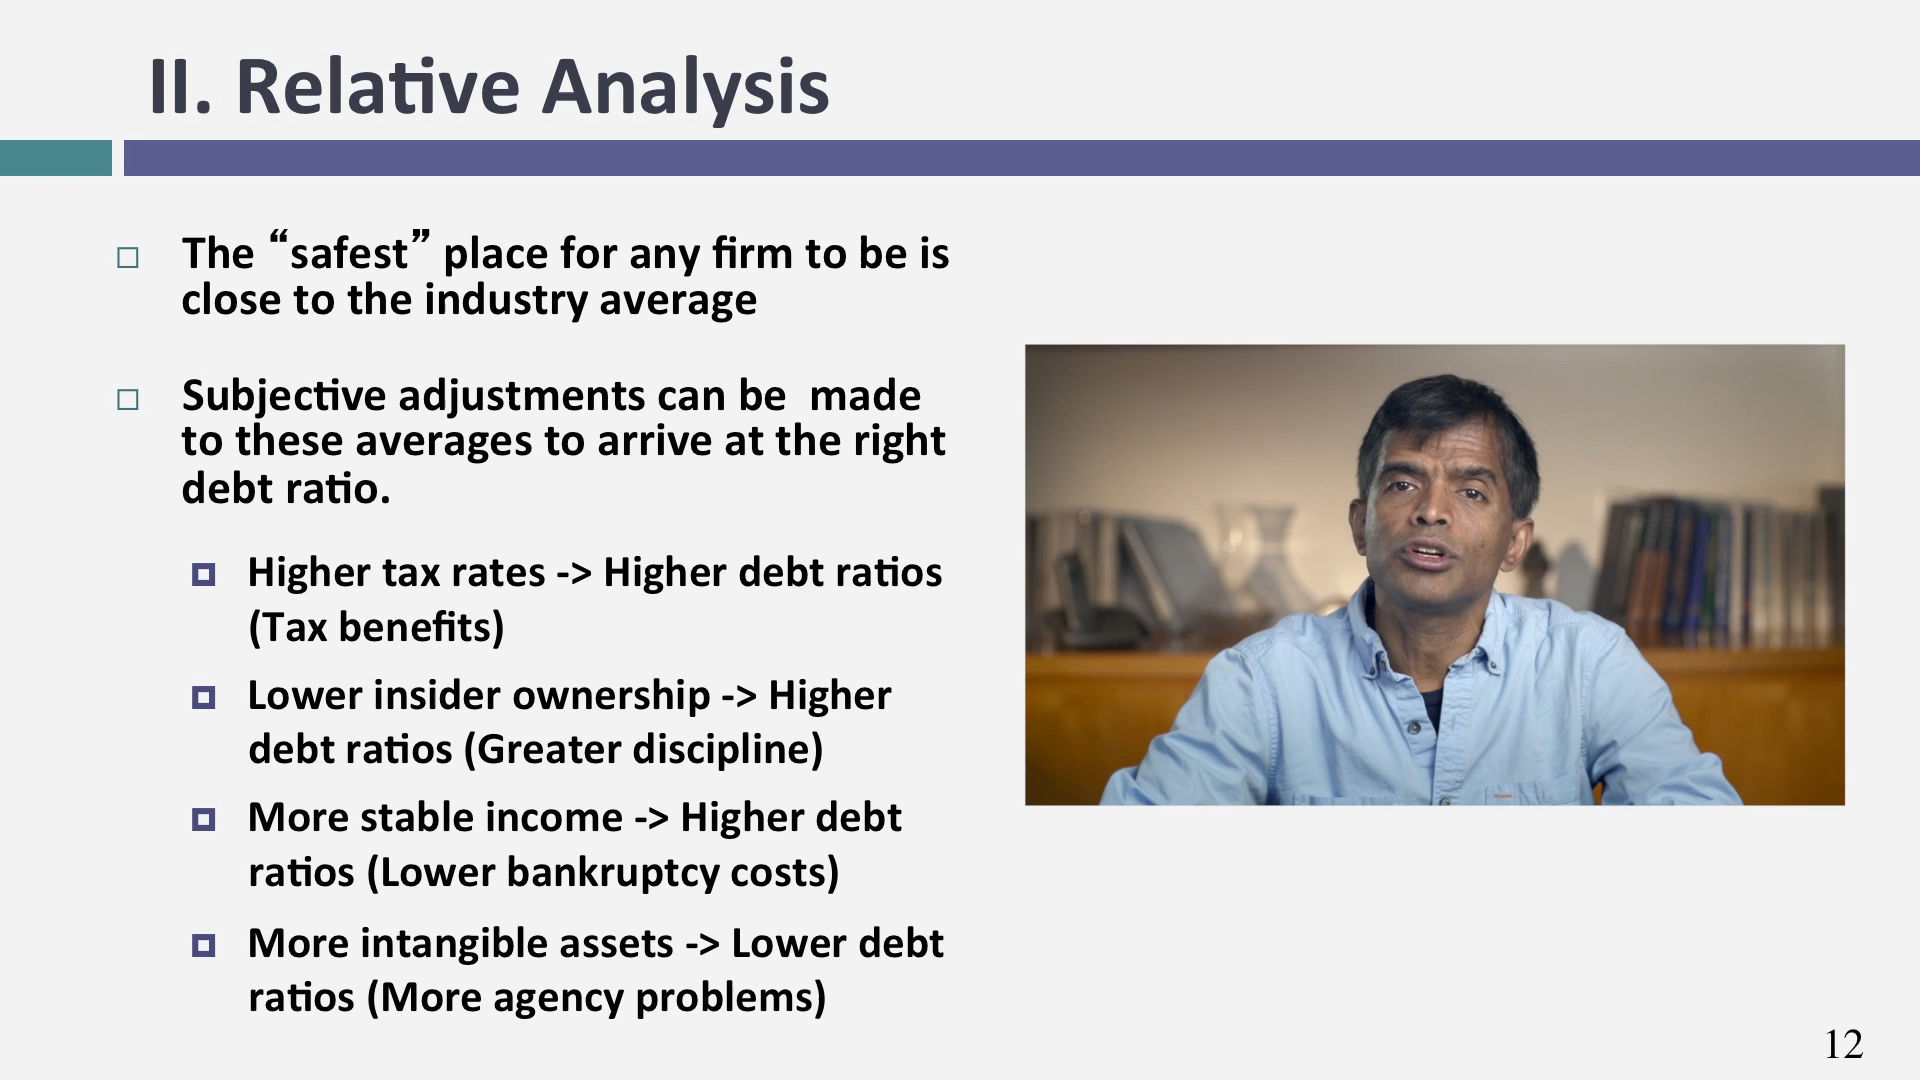 II. Relative Analysis
The “safest” place for any firm to be is
close to the industry average
Subjective adjustments can be  made
to these averages to arrive at the right
debt ratio.
Higher tax rates -> Higher debt ratios
(Tax benefits)
Lower insider ownership -> Higher
debt ratios (Greater discipline)
More stable income -> Higher debt
ratios (Lower bankruptcy costs)
More intangible assets -> Lower debt
ratios (More agency problems)
12